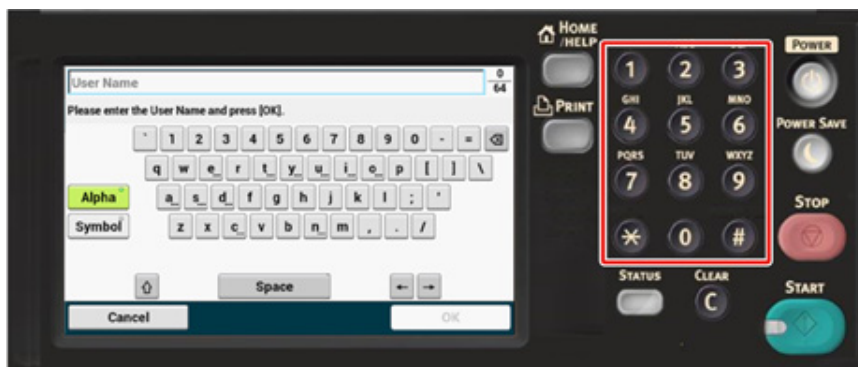 User Name
0
64
Please enter the User Name and press [OK].
` 1 2 3 4 5 6 7 8 9 0 - =
q w e r t y u i o p [ ] \
Alpha
a s d f g h j k l ; '
Symbol
z x c v b n m , . /
Space
← →
Cancel
OK
HOME
/HELP
PRINT
1 2 3
GHI JKL MNO
4 5 6
PQRS TUV WXYZ
7 8 9
* 0 #
STATUS
CLEAR
C
POWER
POWER SAVE
STOP
START